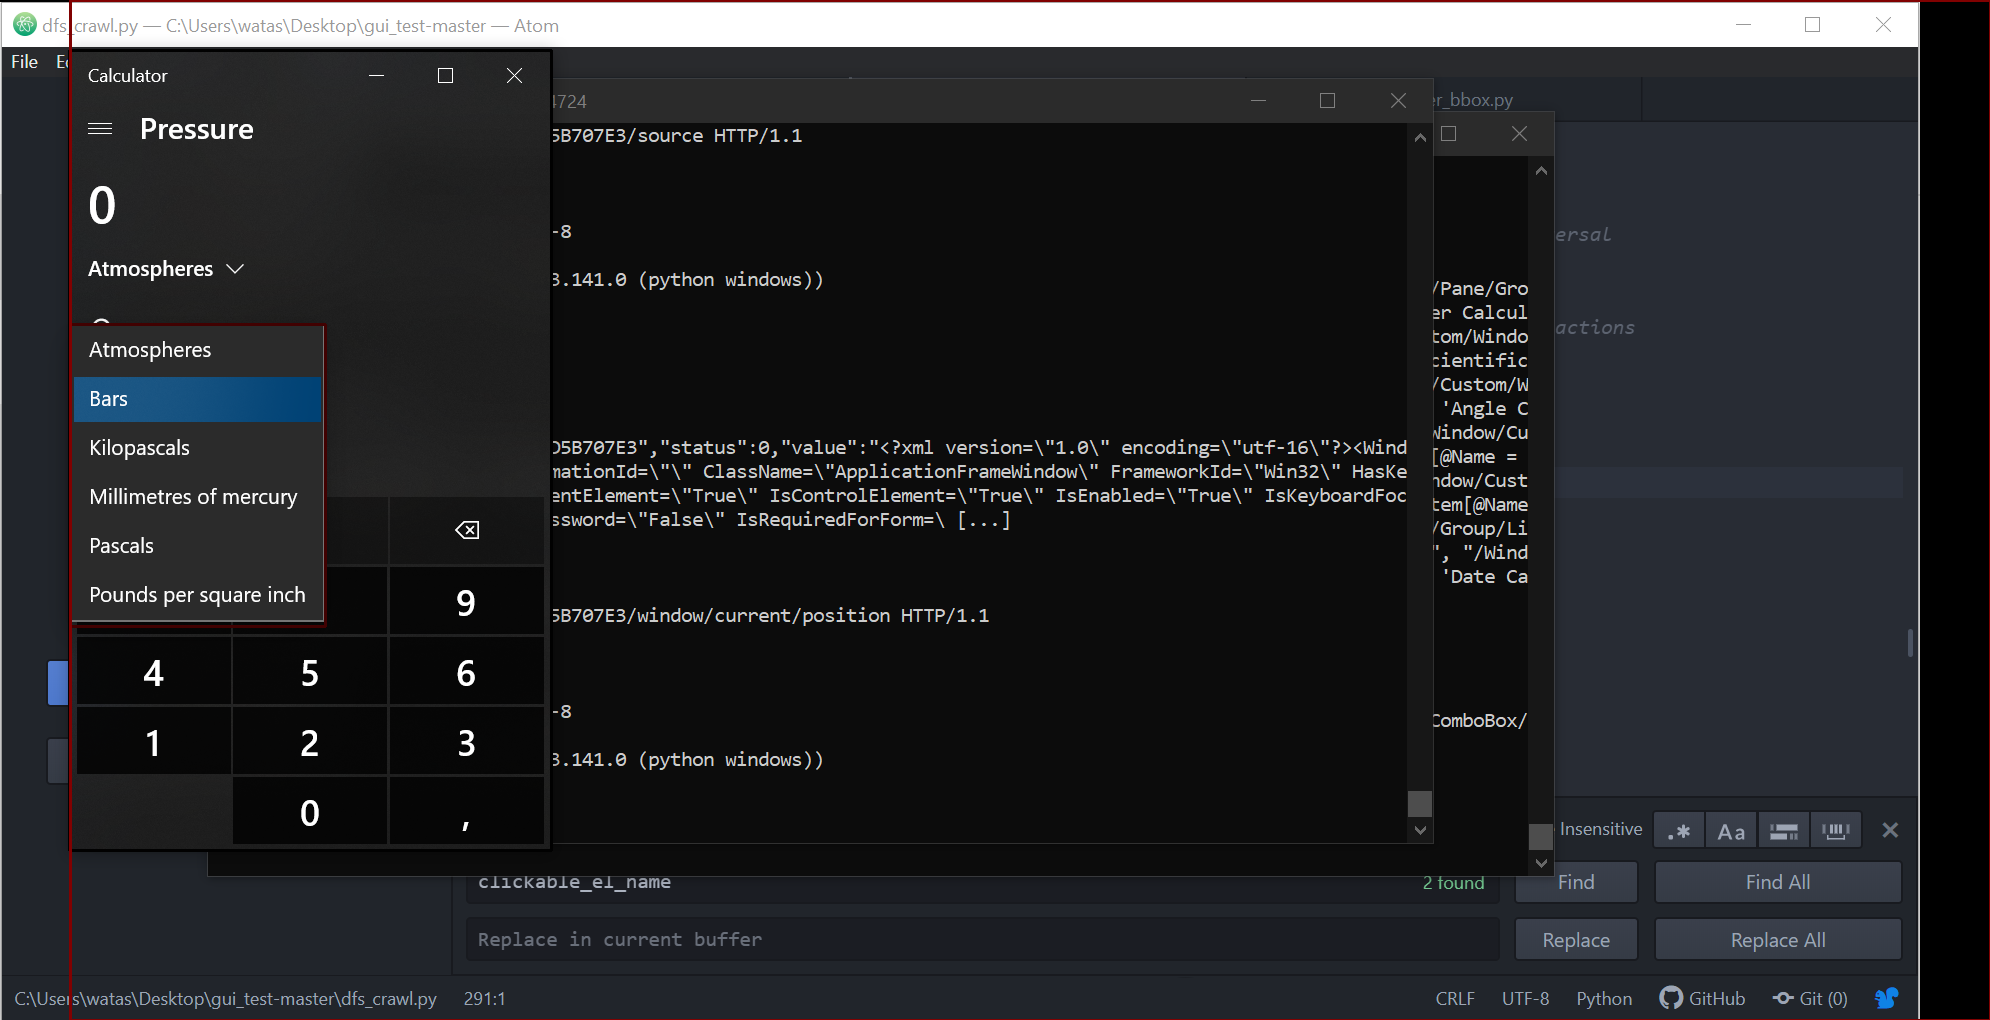 dfs_crawl.py — C:\Users\watas\Desktop\gui_test-master — Atom
File
Calculator
Pressure
0
Atmospheres
Atmospheres
Bars
Kilopascals
Millimetres of mercury
Pascals
Pounds per square inch
9
4 5 6
1 2 3
0 ,
4724
5B707E3/source HTTP/1.1
-8
3.141.0 (python windows))
D5B707E3","status":0,"value":"<?xml version=\"1.0\" encoding=\"utf-16\"?><Wind
mationId=\"\" ClassName=\"ApplicationFrameWindow\" FrameworkId=\"Win32\" HasKe
entElement=\"True\" IsControlElement=\"True\" IsEnabled=\"True\" IsKeyboardFoc
ssword=\"False\" IsRequiredForForm=\ [...]
5B707E3/window/current/position HTTP/1.1
-8
3.141.0 (python windows))
er_bbox.py
/Pane/Gro
er Calcul
tom/Windo
cientific
/Custom/W
'Angle C
Window/Cu
[@Name =
ndow/Cust
tem[@Name
/Group/Li
", "/Wind
'Date Ca
ComboBox/
ersal
actions
Insensitive
.* Aa
clickable_el_name 2 found Find Find All
Replace in current buffer Replace Replace All
C:\Users\watas\Desktop\gui_test-master\dfs_crawl.py 291:1 CRLF UTF-8 Python GitHub Git (0)